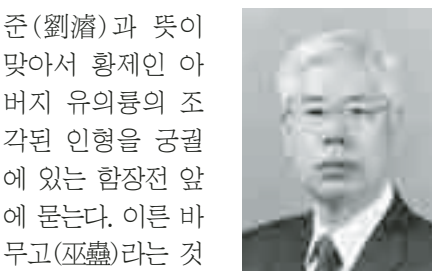 준(劉濬)과 뜻이
맞아서 황제인 아
버지 유의륭의 조
각된 인형을 궁궐
에 있는 함장전 앞
에 묻는다. 이른 바
무고(巫蠱)라는 것